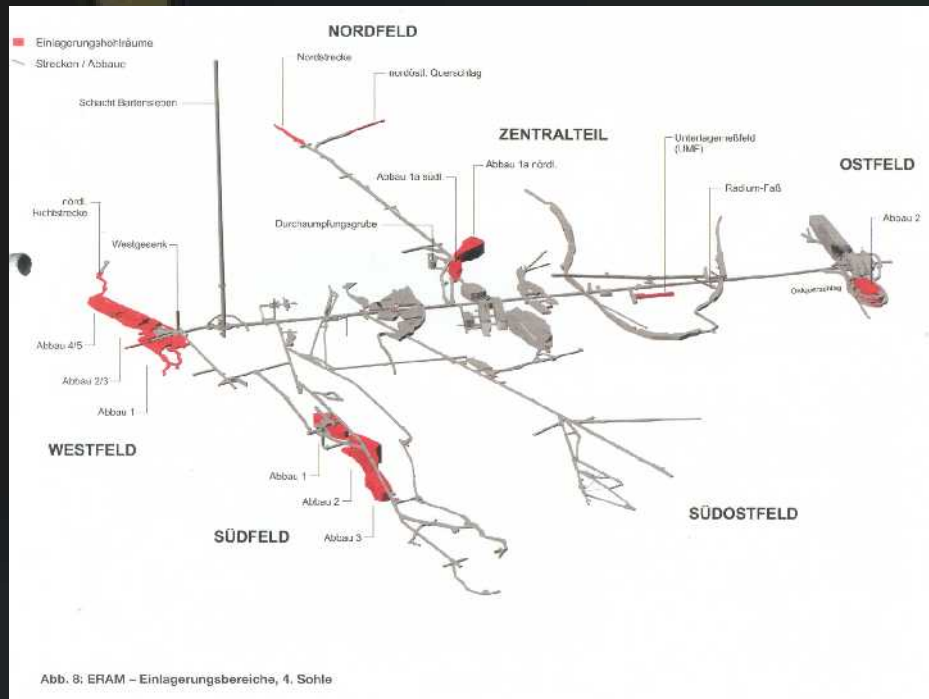 NORDFELD
Einlagerungshohlräume
Strecken / Abbaue
Nordstrecke
nordöstl. Querschlag
Schacht Bartensleben
ZENTRALTEIL
Unterlagemeßfeld
(UMF)
OSTFELD
Abbau 1a nördl.
Abbau 1a südl.
Radium-Faß
nördl.
Richtstrecke
Abbau 2
Westgesenk
Ostquerschlag
Abbau 4/5
Abbau 2/3
Abbau 1
WESTFELD
Abbau 1
Abbau 2
SÜDFELD
Abbau 3
SÜDOSTFELD
Abb. 8: ERAM – Einlagerungsbereiche, 4. Sohle